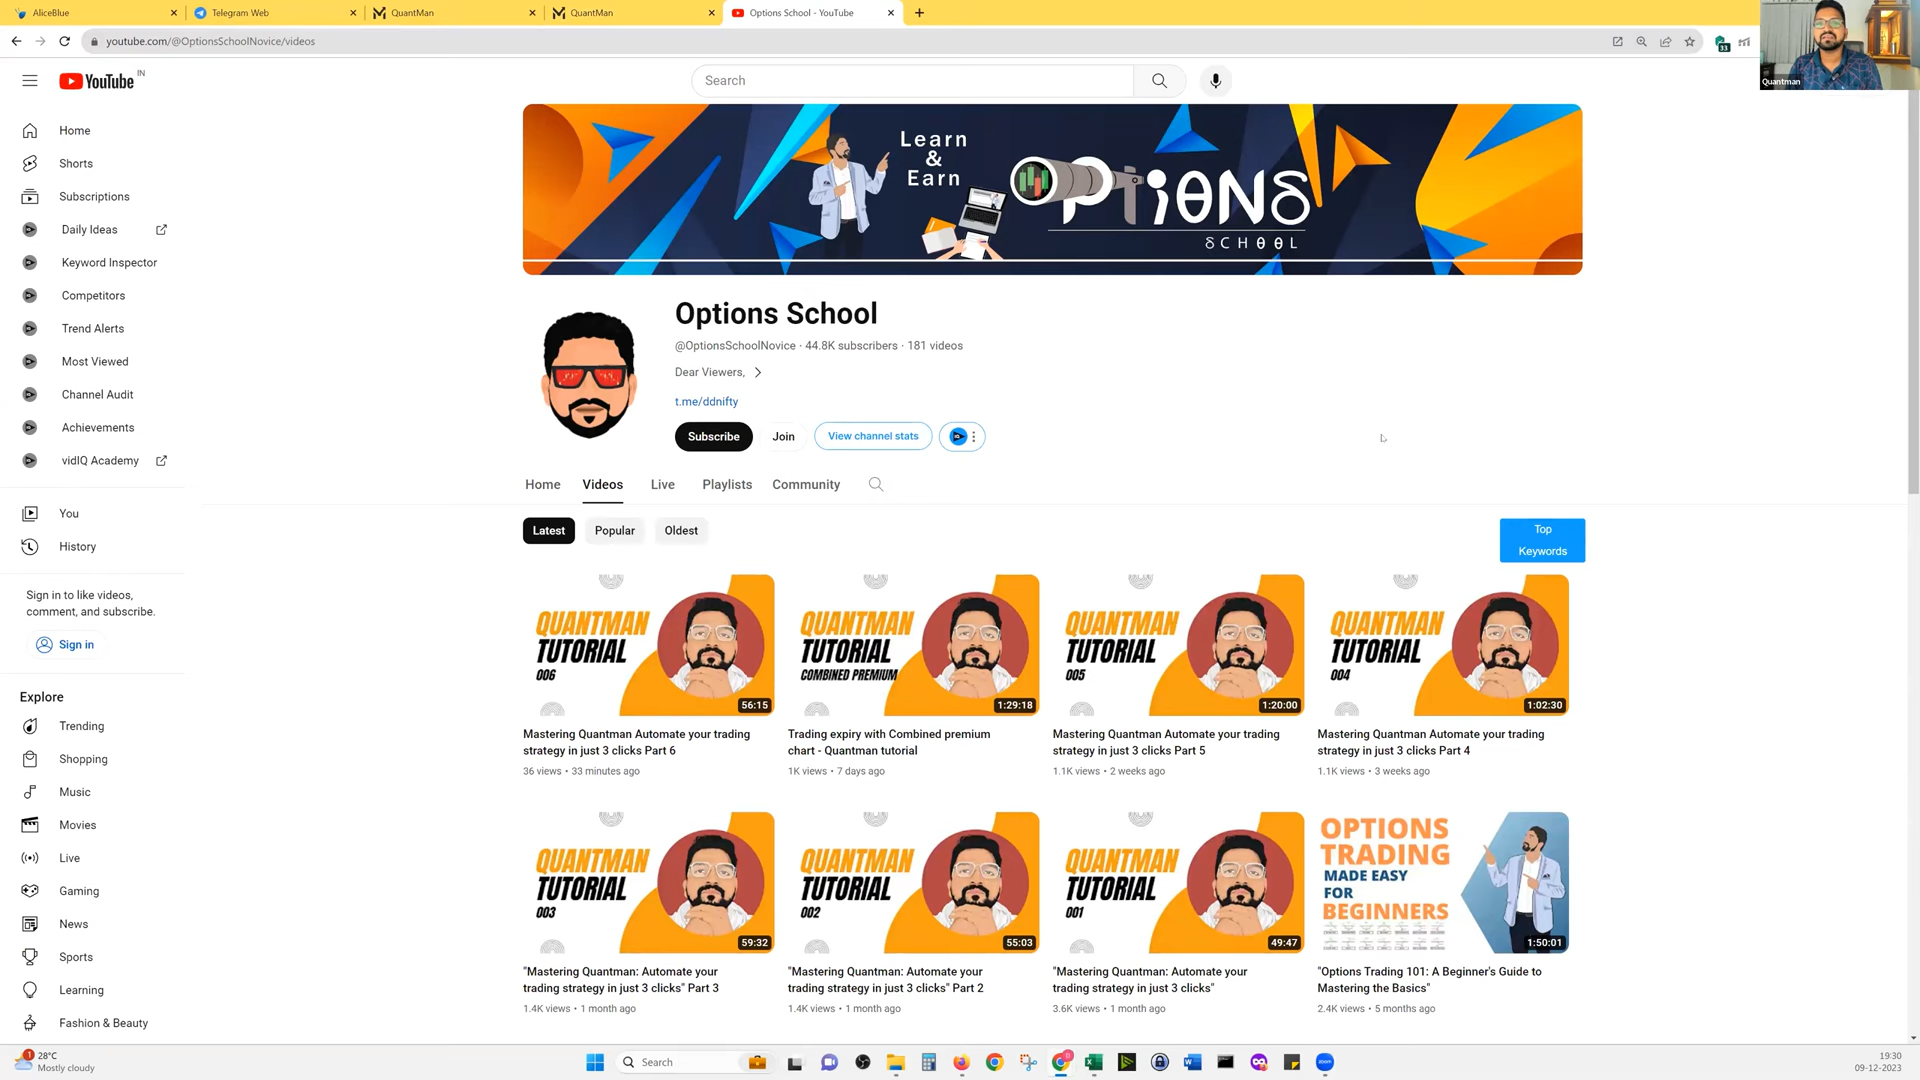 AliceBlue
Telegram Web
QuantMan
QuantMan
Options School - YouTube
youtube.com/@OptionsSchoolNovice/videos
33
Quantman
YouTube IN
Search
Home
Shorts
Subscriptions
Daily Ideas
Keyword Inspector
Competitors
Trend Alerts
Most Viewed
Channel Audit
Achievements
vidIQ Academy
You
History
Sign in to like videos,
comment, and subscribe.
Sign in
Explore
Trending
Shopping
Music
Movies
Live
Gaming
News
Sports
Learning
Fashion & Beauty
Learn
&
Earn
OPTiONS
SCHOOL
Options School
@OptionsSchoolNovice · 44.8K subscribers · 181 videos
Dear Viewers,
t.me/ddnifty
Subscribe
Join
View channel stats
Home
Videos
Live
Playlists
Community
Latest
Popular
Oldest
Top
Keywords
QUANTMAN
TUTORIAL
006
56:15
Mastering Quantman Automate your trading
strategy in just 3 clicks Part 6
36 views • 33 minutes ago
QUANTMAN
TUTORIAL
COMBINED PREMIUM
1:29:18
Trading expiry with Combined premium
chart - Quantman tutorial
1K views • 7 days ago
QUANTMAN
TUTORIAL
005
1:20:00
Mastering Quantman Automate your trading
strategy in just 3 clicks Part 5
1.1K views • 2 weeks ago
QUANTMAN
TUTORIAL
004
1:02:30
Mastering Quantman Automate your trading
strategy in just 3 clicks Part 4
1.1K views • 3 weeks ago
QUANTMAN
TUTORIAL
003
59:32
"Mastering Quantman: Automate your
trading strategy in just 3 clicks" Part 3
1.4K views • 1 month ago
QUANTMAN
TUTORIAL
002
55:03
"Mastering Quantman: Automate your
trading strategy in just 3 clicks" Part 2
1.4K views • 1 month ago
QUANTMAN
TUTORIAL
001
49:47
"Mastering Quantman: Automate your
trading strategy in just 3 clicks"
3.6K views • 1 month ago
OPTIONS
TRADING
MADE EASY
FOR
BEGINNERS
1:50:01
"Options Trading 101: A Beginner's Guide to
Mastering the Basics"
2.4K views • 5 months ago
1
28°C
Mostly cloudy
Search
19:30
09-12-2023